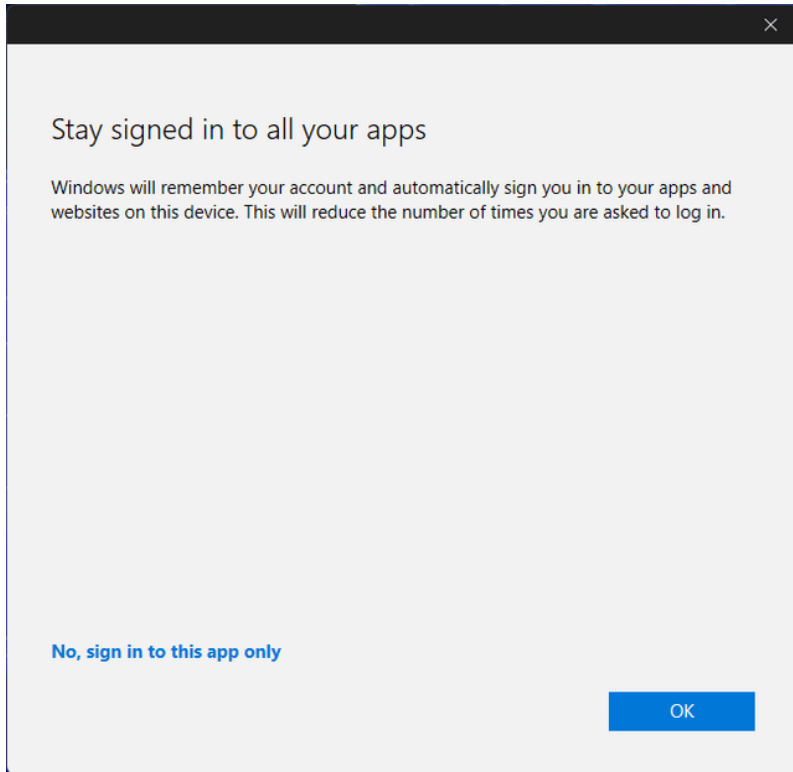 Stay signed in to all your apps
Windows will remember your account and automatically sign you in to your apps and
websites on this device. This will reduce the number of times you are asked to log in.
No, sign in to this app only
OK